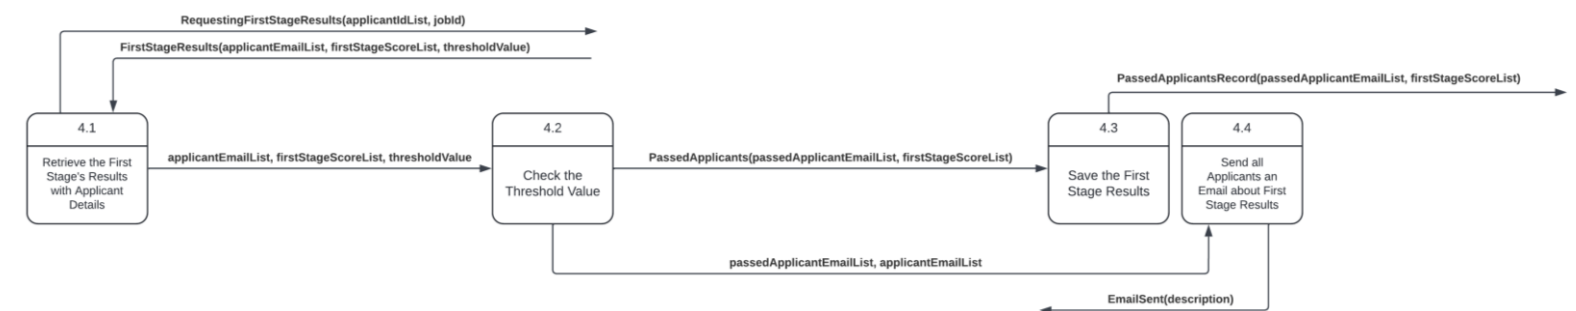 RequestingFirstStageResults(applicantIdList, jobId)
FirstStageResults(applicantEmailList, firstStageScoreList, thresholdValue)
PassedApplicantsRecord(passedApplicantEmailList, firstStageScoreList)
4.1
Retrieve the First
Stage's Results
with Applicant
Details
applicantEmailList, firstStageScoreList, thresholdValue
4.2
Check the
Threshold Value
PassedApplicants(passedApplicantEmailList, firstStageScoreList)
4.3
Save the First
Stage Results
4.4
Send all
Applicants an
Email about First
Stage Results
passedApplicantEmailList, applicantEmailList
EmailSent(description)